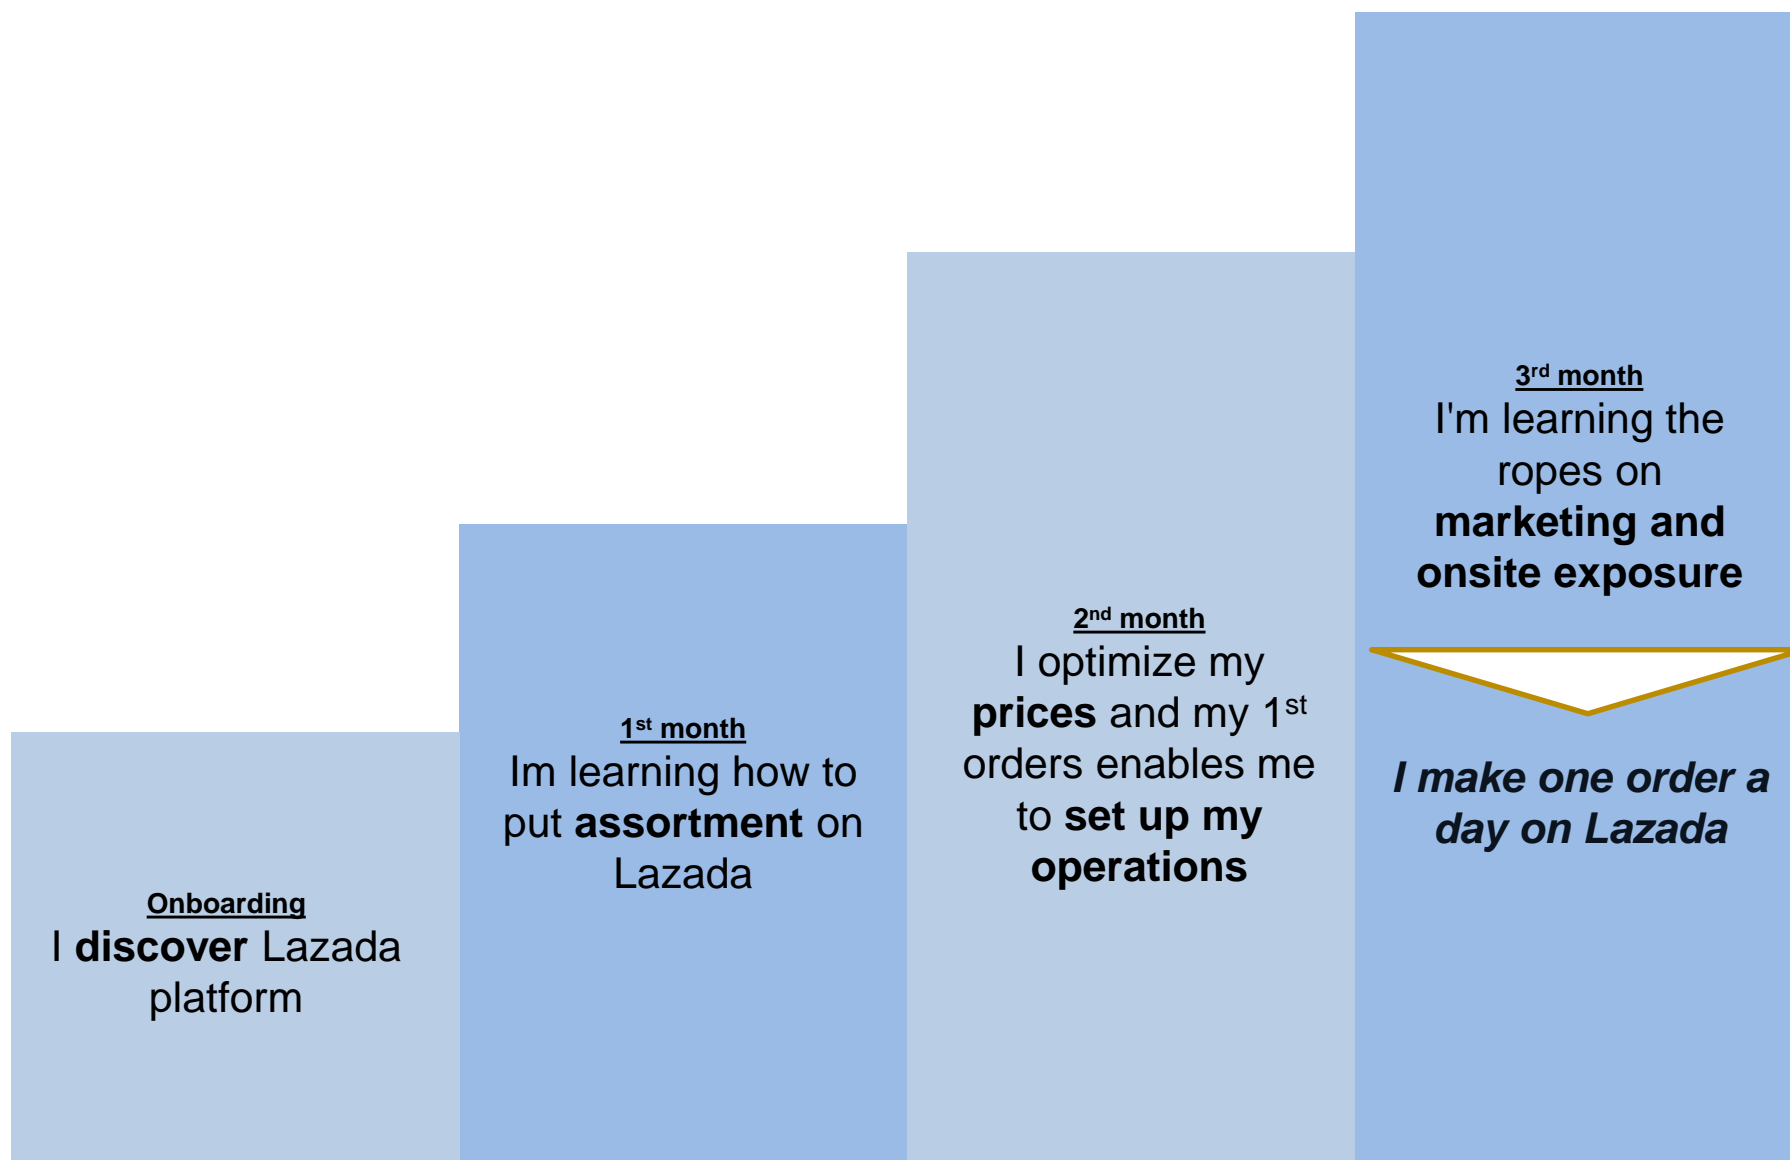 Onboarding
I discover Lazada
platform
1st month
Im learning how to
put assortment on
Lazada
2nd month
I optimize my
prices and my 1st
orders enables me
to set up my
operations
3rd month
I'm learning the
ropes on
marketing and
onsite exposure
I make one order a
day on Lazada